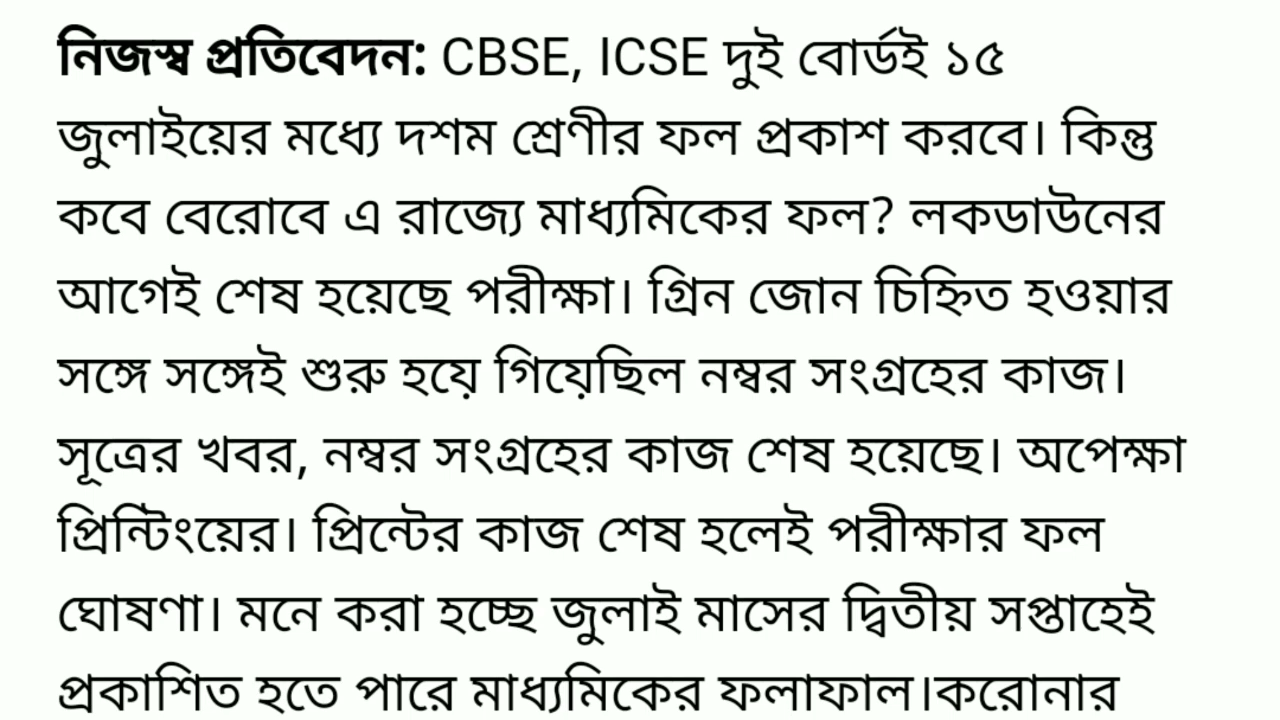 নিজস্ব প্রতিবেদন: CBSE, ICSE দুই বোর্ডই ১৫
জুলাইয়ের মধ্যে দশম শ্রেণীর ফল প্রকাশ করবে। কিন্তু
কবে বেরোবে এ রাজ্যে মাধ্যমিকের ফল? লকডাউনের
আগেই শেষ হয়েছে পরীক্ষা। গ্রিন জোন চিহ্নিত হওয়ার
সঙ্গে সঙ্গেই শুরু হয়ে গিয়েছিল নম্বর সংগ্রহের কাজ।
সূত্রের খবর, নম্বর সংগ্রহের কাজ শেষ হয়েছে। অপেক্ষা
প্রিন্টিংয়ের। প্রিন্টের কাজ শেষ হলেই পরীক্ষার ফল
ঘোষণা। মনে করা হচ্ছে জুলাই মাসের দ্বিতীয় সপ্তাহেই
প্রকাশিত হতে পারে মাধ্যমিকের ফলাফাল।করোনার